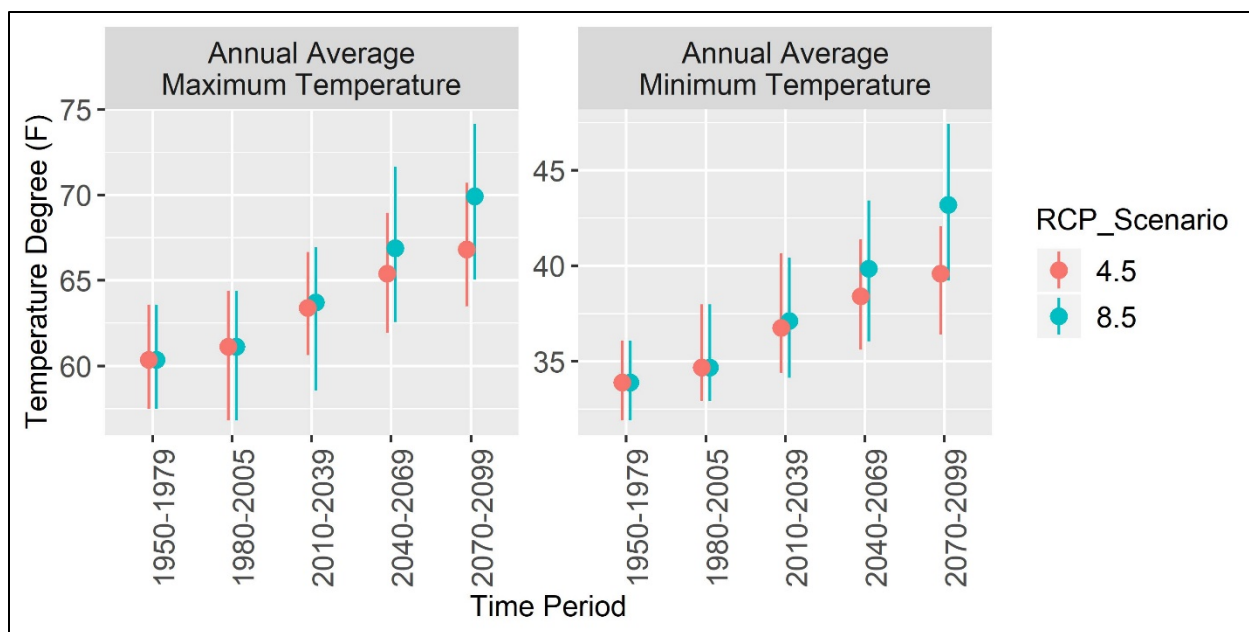 Annual Average
Maximum Temperature
Annual Average
Minimum Temperature
Temperature Degree (F)
75
70
65
60
45
40
35
1950-1979
1980-2005
2010-2039
2040-2069
2070-2099
1950-1979
1980-2005
2010-2039
2040-2069
2070-2099
Time Period
RCP_Scenario
4.5
8.5